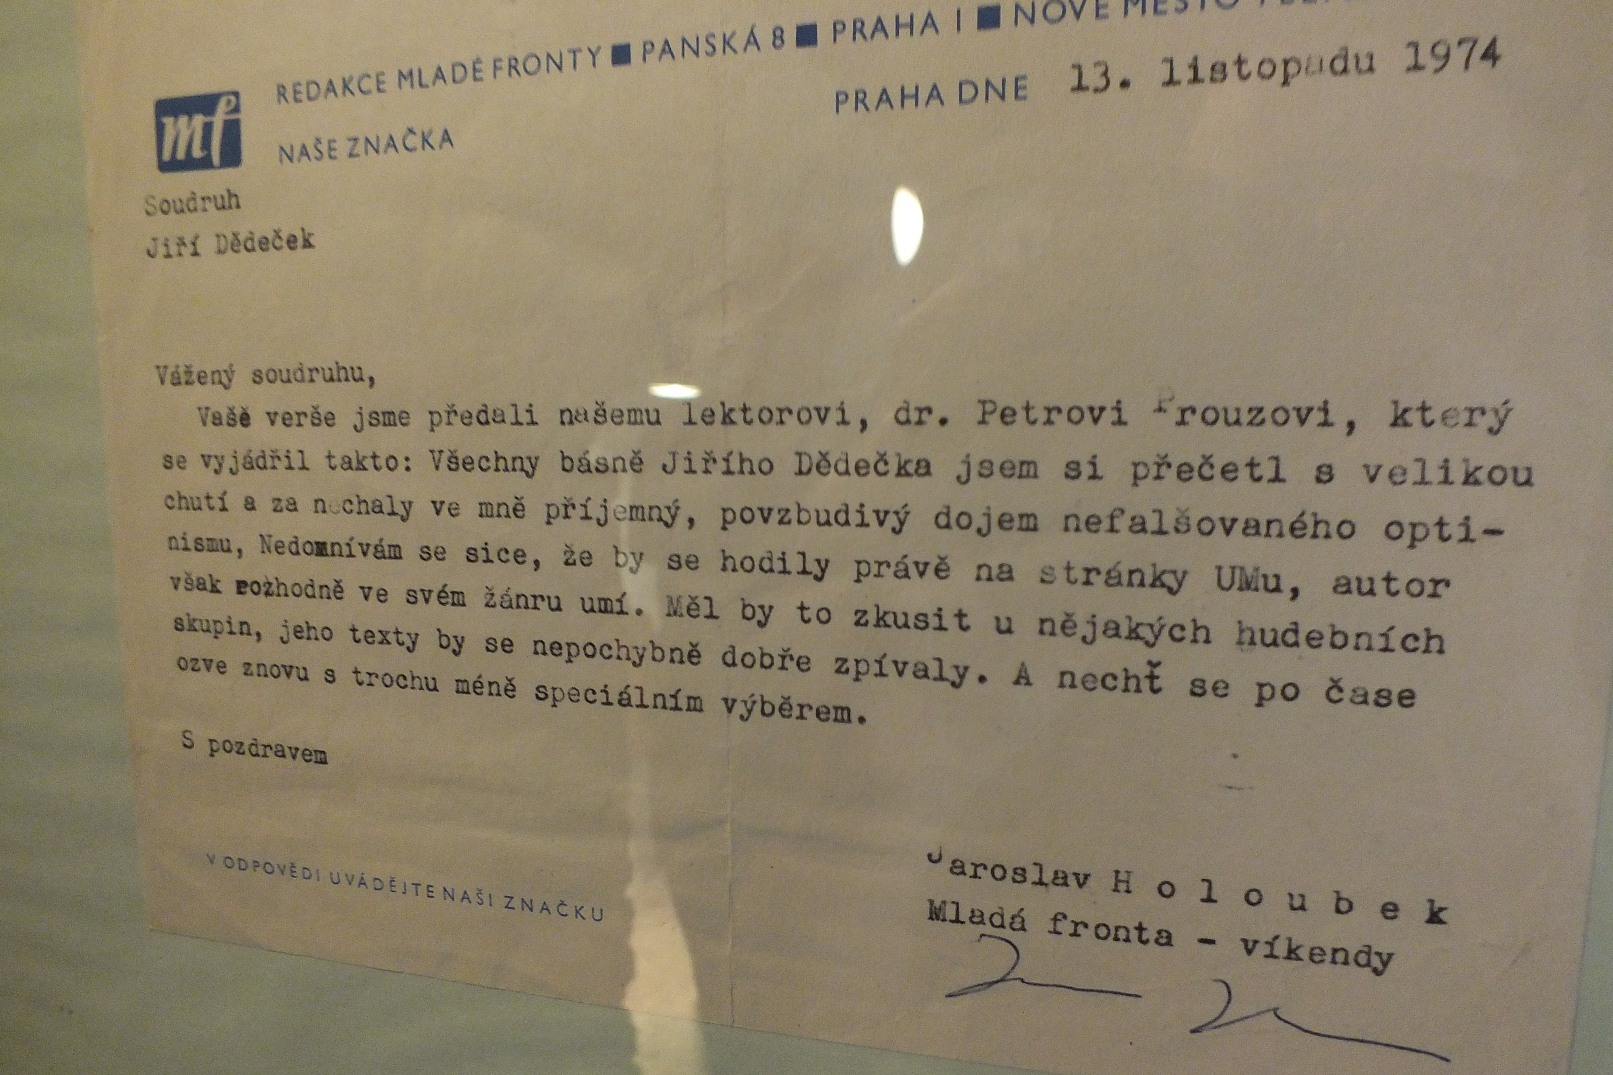 REDAKCE MLADÉ FRONTY ■ PANSKÁ 8 ■ PRAHA 1 ■ NOVÉ MĚSTO
mf
PRAHA DNE 13. listopadu 1974
NAŠE ZNAČKA
Soudruh
Jiří Dědeček
Vážený soudruhu,
Vašě verše jsme předali našemu lektorovi, dr. Petrovi Prouzovi, který
se vyjádřil takto: Všechny básně Jiřího Dědečka jsem si přečetl s velikou
chutí a za nechaly ve mně příjemný, povzbudivý dojem nefalšovaného opti-
nismu, Nedomnívám se sice, že by se hodily právě na stránky UMu, autor
však rozhodně ve svém žánru umí. Měl by to zkusit u nějakých hudebních
skupin, jeho texty by se nepochybně dobře zpívaly. A nechť se po čase
ozve znovu s trochu méně speciálním výběrem.
S pozdravem
Jaroslav H o l o u b e k
Mladá fronta - víkendy
V ODPOVĚDI UVÁDĚJTE NAŠI ZNAČKU